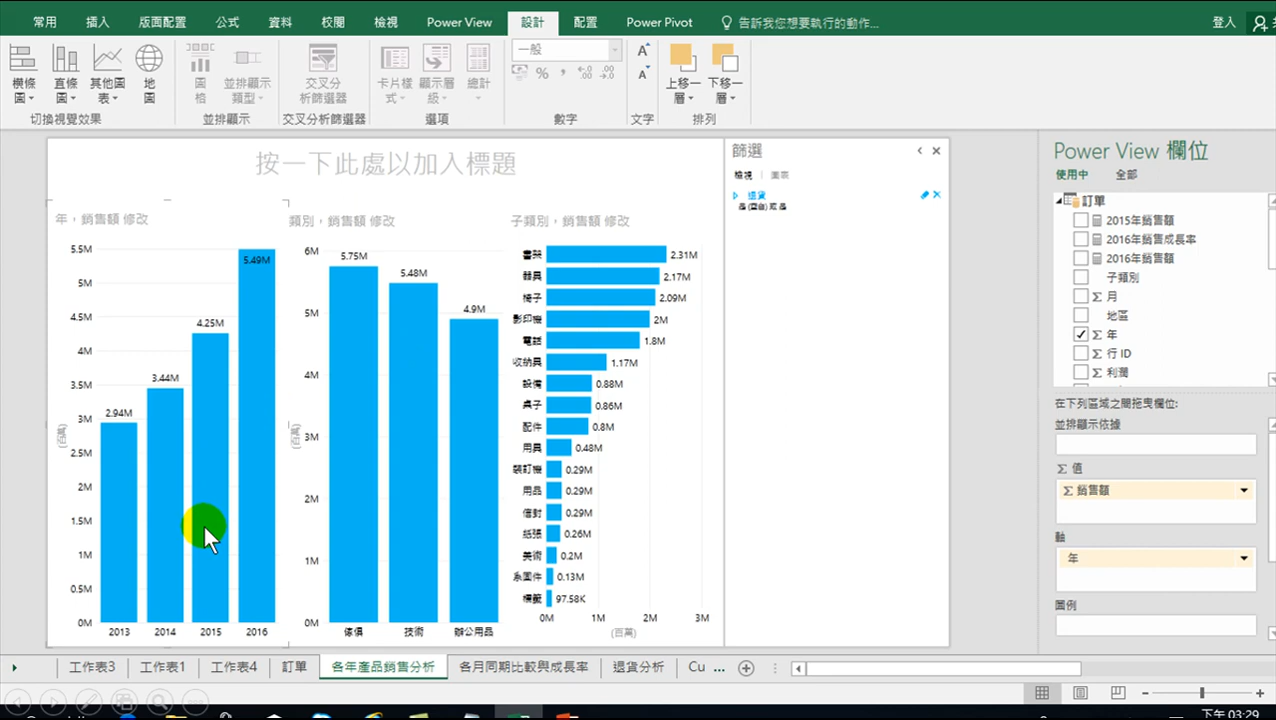 常用 插入 版面配置 公式 資料 校閱 檢視 Power View 設計 配置 Power Pivot 告訴我您想要執行的動作... 登入
橫條圖 直條圖 其他圖表 地圖 圖格 並排顯示類型 交叉分析篩選器 卡片樣式 顯示層級 總計 一般 % , A A 上移一層 下移一層
切換視覺效果 並排顯示 交叉分析篩選器 選項 數字 文字 排列
按一下此處以加入標題
年，銷售額 修改
5.5M
5M
4.5M
4M
3.5M
3M
2.5M
2M
1.5M
1M
0.5M
0M
(百萬)
2.94M
3.44M
4.25M
5.49M
2013 2014 2015 2016
類別，銷售額 修改
6M
5M
4M
3M
2M
1M
0M
(百萬)
5.75M
5.48M
4.9M
傢俱 技術 辦公用品
子類別，銷售額 修改
書架 2.31M
器具 2.17M
椅子 2.09M
影印機 2M
電話 1.8M
收納具 1.17M
設備 0.88M
桌子 0.86M
配件 0.8M
用具 0.48M
裝訂機 0.29M
用品 0.29M
信封 0.29M
紙張 0.26M
美術 0.2M
系固件 0.13M
標籤 97.58K
0M 1M 2M 3M
(百萬)
篩選
檢視 圖表
退貨
是 (空白) 或 是
Power View 欄位
使用中 全部
訂單
2015年銷售額
2016年銷售成長率
2016年銷售額
子類別
Σ 月
地區
Σ 年
Σ 行 ID
Σ 利潤
在下列區域之間拖曳欄位:
並排顯示依據
Σ 值
Σ 銷售額
軸
年
圖例
工作表3 工作表1 工作表4 訂單 各年產品銷售分析 各月同期比較與成長率 退貨分析 Cu ...
下午 03:29